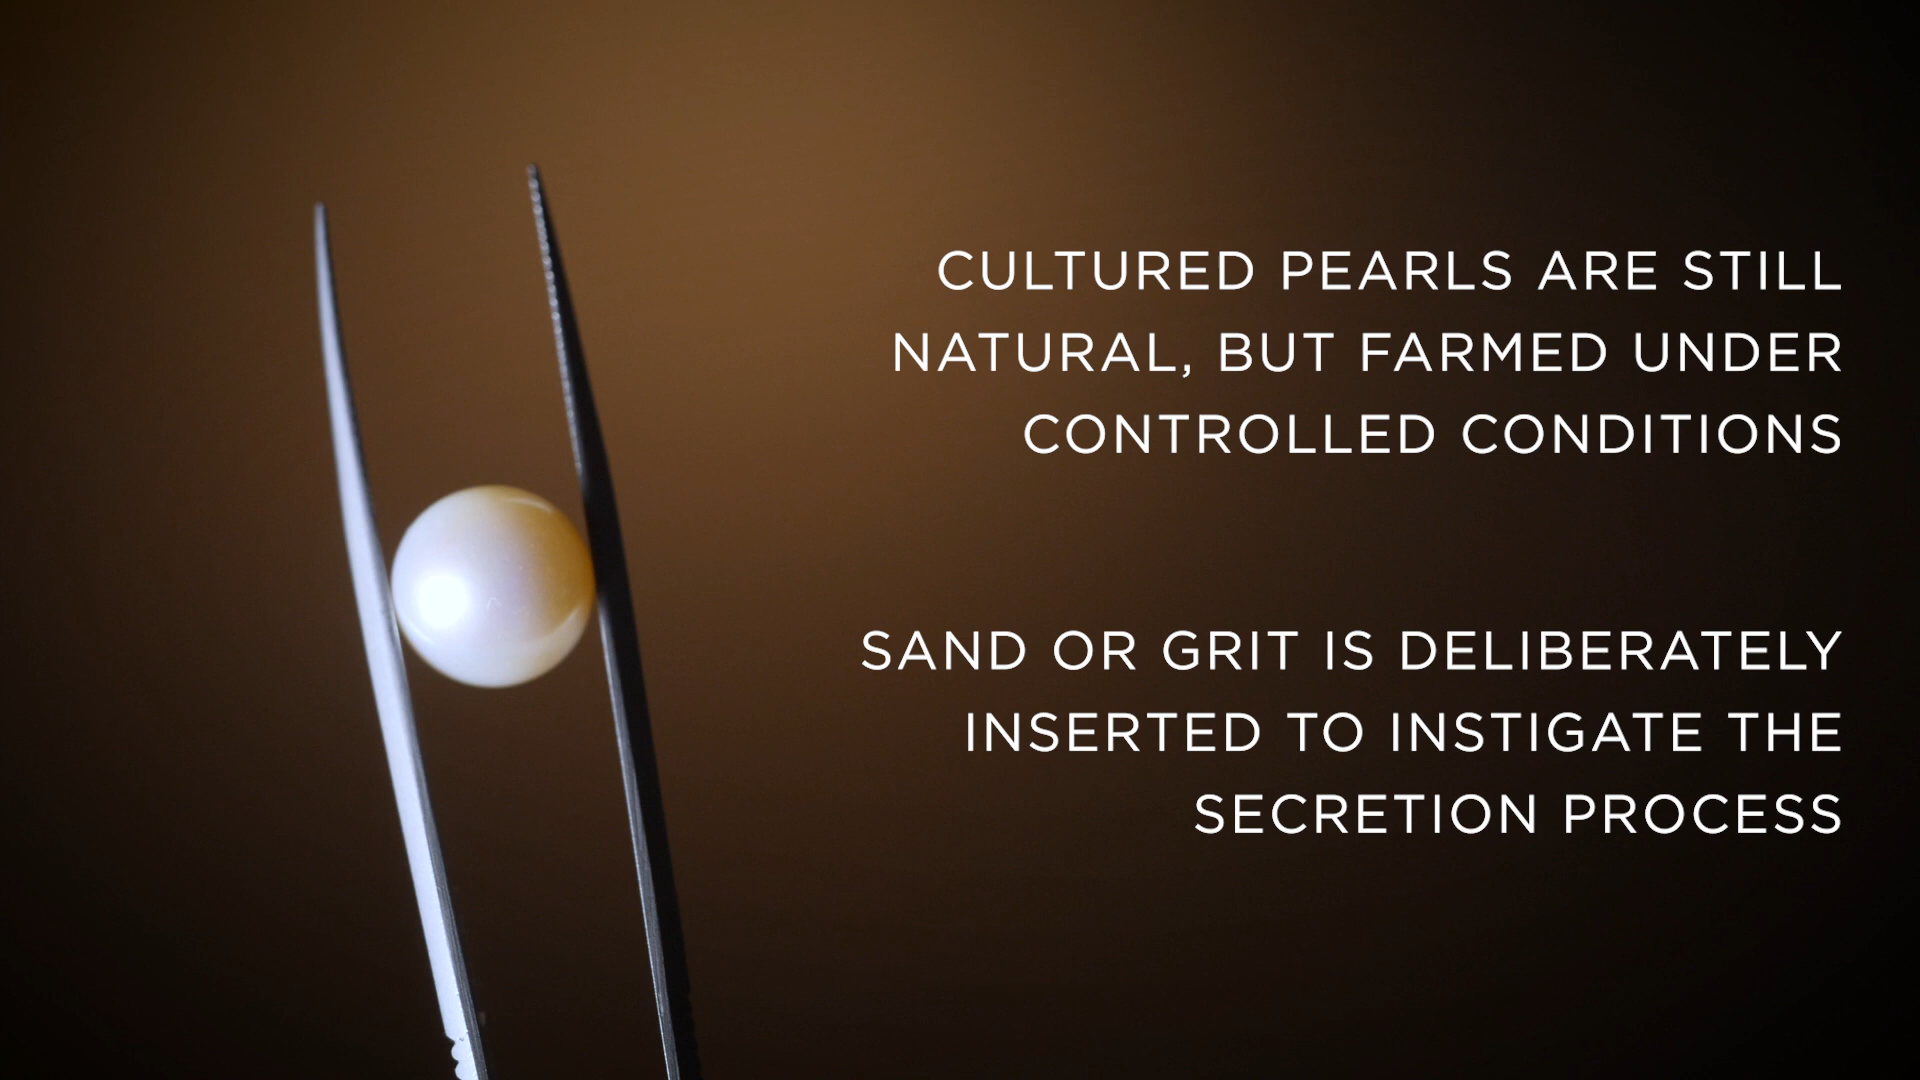 CULTURED PEARLS ARE STILL
NATURAL, BUT FARMED UNDER
CONTROLLED CONDITIONS
SAND OR GRIT IS DELIBERATELY
INSERTED TO INSTIGATE THE
SECRETION PROCESS